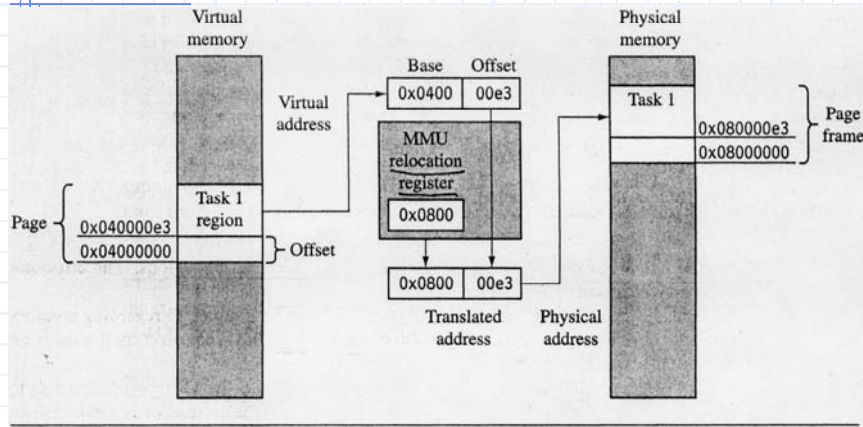 Virtual
memory
Physical
memory
Base Offset
0x0400 00e3
Virtual
address
MMU
relocation
register
0x0800
Task 1
Page
frame
0x080000e3
0x08000000
Task 1
region
Page
0x040000e3
0x04000000
Offset
0x0800 00e3
Translated
address
Physical
address